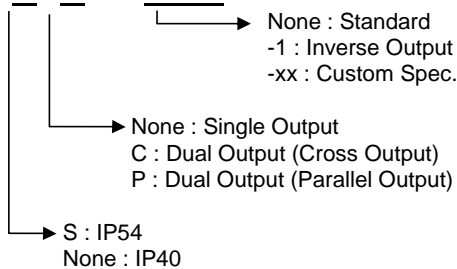 None : Standard
-1 : Inverse Output
-xx : Custom Spec.
None : Single Output
C : Dual Output (Cross Output)
P : Dual Output (Parallel Output)
S : IP54
None : IP40